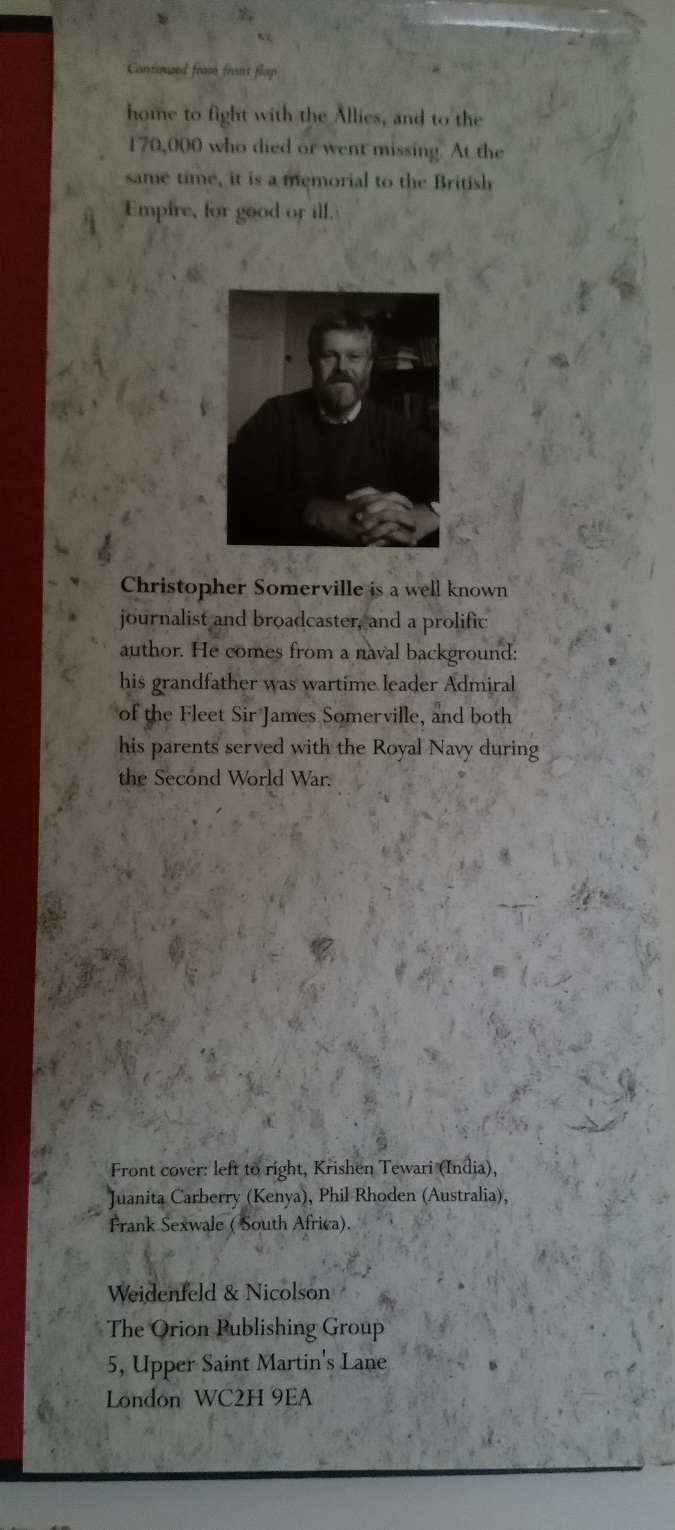 Continued from front flap
home to fight with the Allies, and to the
170,000 who died or went missing. At the
same time, it is a memorial to the British
Empire, for good or ill.
Christopher Somerville is a well known
journalist and broadcaster, and a prolific
author. He comes from a naval background:
his grandfather was wartime leader Admiral
of the Fleet Sir James Somerville, and both
his parents served with the Royal Navy during
the Second World War.
Front cover: left to right, Krishen Tewari (India),
Juanita Carberry (Kenya), Phil Rhoden (Australia),
Frank Sexwale ( South Africa).
Weidenfeld & Nicolson
The Orion Publishing Group
5, Upper Saint Martin's Lane
London WC2H 9EA